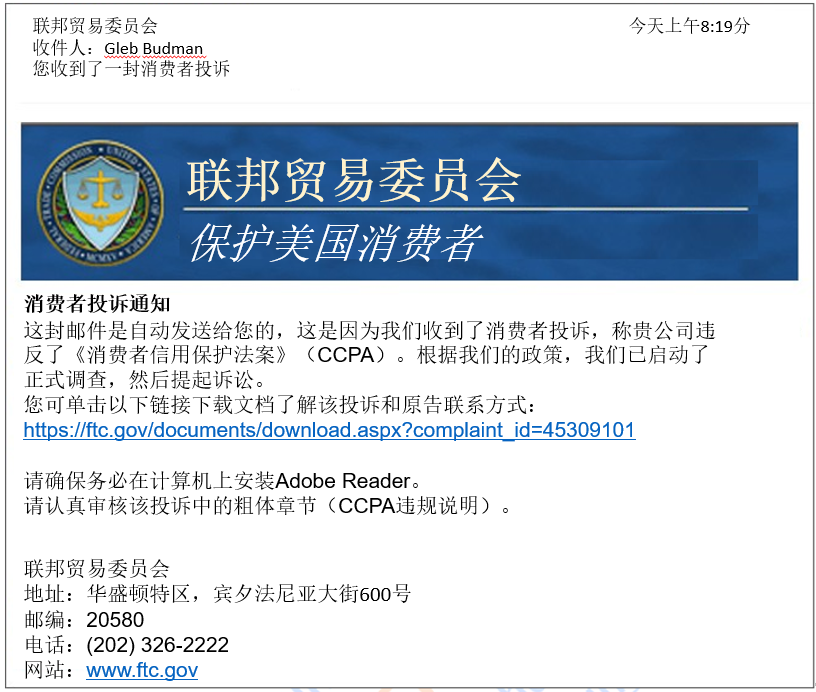 联邦贸易委员会 今天上午8:19分
收件人：Gleb Budman
您收到了一封消费者投诉
联邦贸易委员会
保护美国消费者
FEDERAL TRADE COMMISSION • UNITED STATES OF AMERICA • MCMXV
消费者投诉通知
这封邮件是自动发送给您的，这是因为我们收到了消费者投诉，称贵公司违
反了《消费者信用保护法案》（CCPA）。根据我们的政策，我们已启动了
正式调查，然后提起诉讼。
您可单击以下链接下载文档了解该投诉和原告联系方式：
https://ftc.gov/documents/download.aspx?complaint_id=45309101
请确保务必在计算机上安装Adobe Reader。
请认真审核该投诉中的粗体章节（CCPA违规说明）。
联邦贸易委员会
地址：华盛顿特区，宾夕法尼亚大街600号
邮编：20580
电话：(202) 326-2222
网站：www.ftc.gov